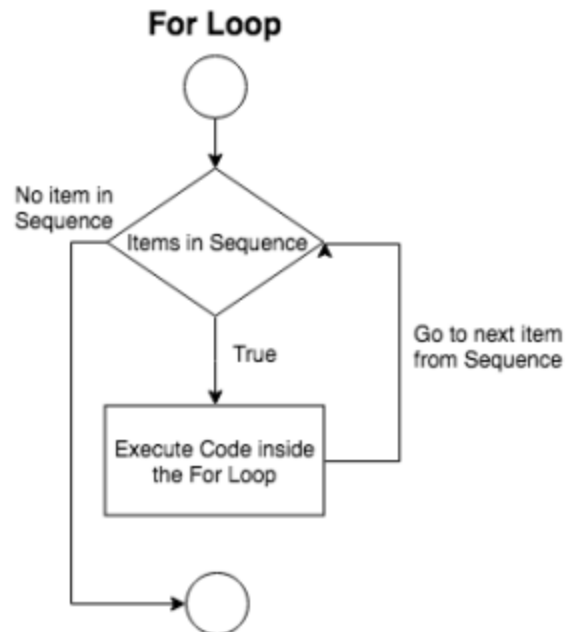 For Loop
No item in
Sequence
Items in Sequence
True
Go to next item
from Sequence
Execute Code inside
the For Loop